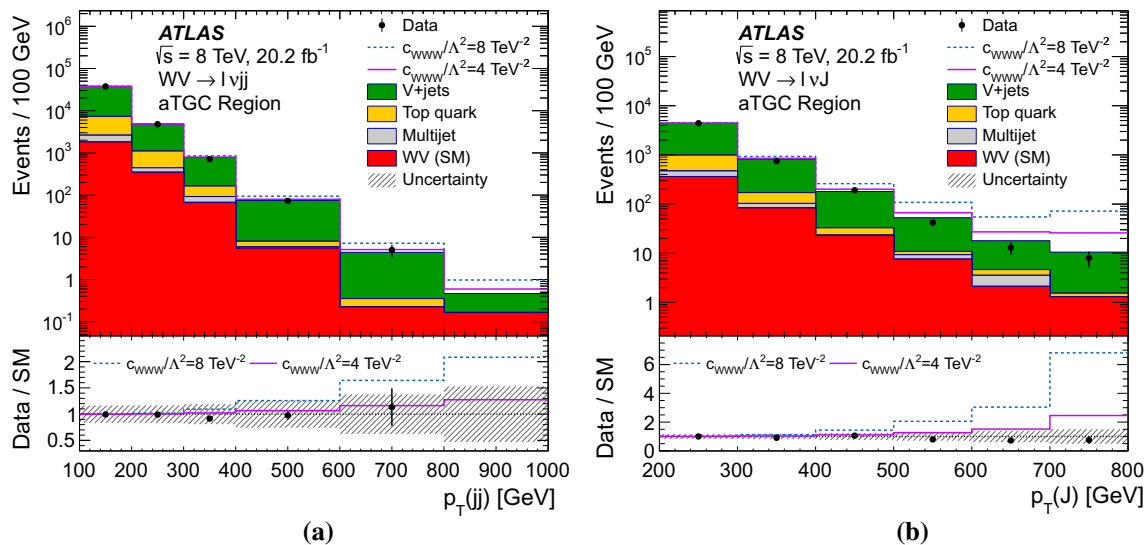 ATLAS
√s = 8 TeV, 20.2 fb⁻¹
WV → l ν jj
aTGC Region
Data
c_WWW/Λ²=8 TeV⁻²
c_WWW/Λ²=4 TeV⁻²
V+jets
Top quark
Multijet
WV (SM)
Uncertainty
Events / 100 GeV
10⁶
10⁵
10⁴
10³
10²
10
1
10⁻¹
c_WWW/Λ²=8 TeV⁻² c_WWW/Λ²=4 TeV⁻²
Data / SM
2
1.5
1
0.5
100 200 300 400 500 600 700 800 900 1000
p_T(jj) [GeV]
(a)
ATLAS
√s = 8 TeV, 20.2 fb⁻¹
WV → l ν J
aTGC Region
Data
c_WWW/Λ²=8 TeV⁻²
c_WWW/Λ²=4 TeV⁻²
V+jets
Top quark
Multijet
WV (SM)
Uncertainty
Events / 100 GeV
10⁵
10⁴
10³
10²
10
1
c_WWW/Λ²=8 TeV⁻² c_WWW/Λ²=4 TeV⁻²
Data / SM
6
4
2
0
200 300 400 500 600 700 800
p_T(J) [GeV]
(b)